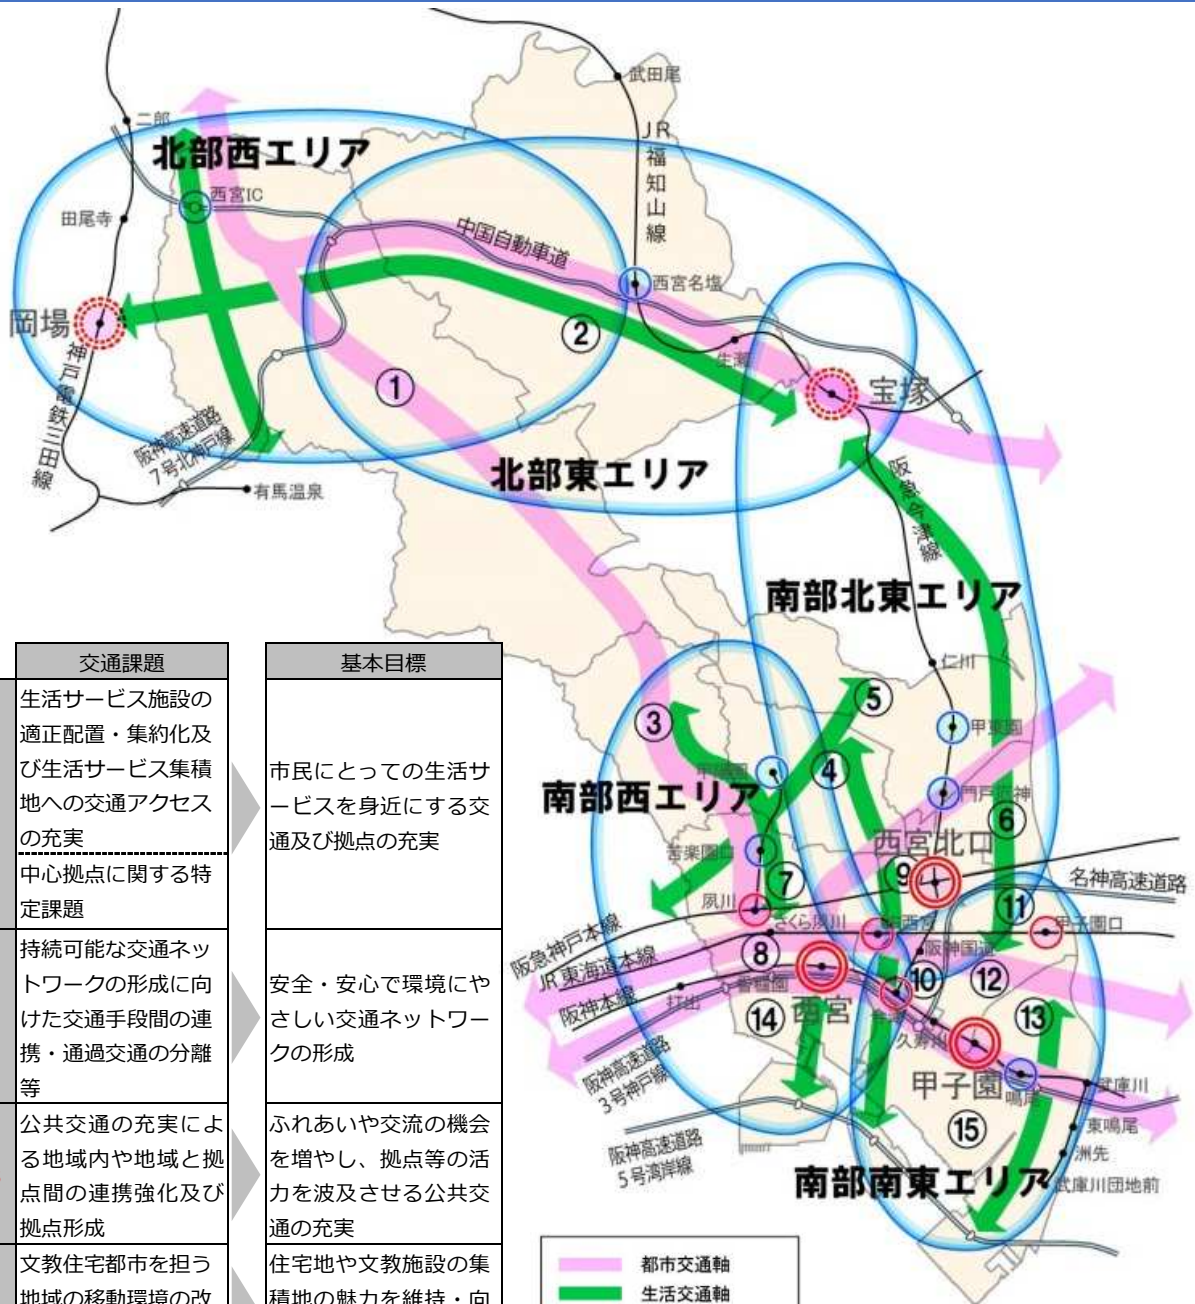 武田尾
二郎
JR福知山線
北部西エリア
西宮IC
田尾寺
中国自動車道
西宮名塩
岡場
②
生瀬
神戸電鉄三田線
①
宝塚
阪神高速道路
7号北神戸線
北部東エリア
阪急今津線
有馬温泉
南部北東エリア
仁川
交通課題
基本目標
生活サービス施設の
適正配置・集約化及
び生活サービス集積
地への交通アクセス
の充実
中心拠点に関する特
定課題
市民にとっての生活サ
ービスを身近にする交
通及び拠点の充実
持続可能な交通ネッ
トワークの形成に向
けた交通手段間の連
携・通過交通の分離
等
安全・安心で環境にや
さしい交通ネットワー
クの形成
公共交通の充実によ
る地域内や地域と拠
点間の連携強化及び
拠点形成
ふれあいや交流の機会
を増やし、拠点等の活
力を波及させる公共交
通の充実
文教住宅都市を担う
地域の移動環境の改
住宅地や文教施設の集
積地の魅力を維持・向
⑤
③
甲東園
④
南部西エリア
門戸厄神
⑥
西宮北口
苦楽園口
⑦
⑨
名神高速道路
夙川
⑪
さくら夙川
甲子園口
阪急神戸本線
阪神国道
JR東海道本線
⑧
⑩
⑫
香櫨園
阪神本線
打出
西宮
⑭
⑬
久寿川
阪神高速道路
3号神戸線
甲子園
鳴尾
武庫川
東鳴尾
⑮
阪神高速道路
5号湾岸線
洲先
南部南東エリア
武庫川団地前
都市交通軸
生活交通軸